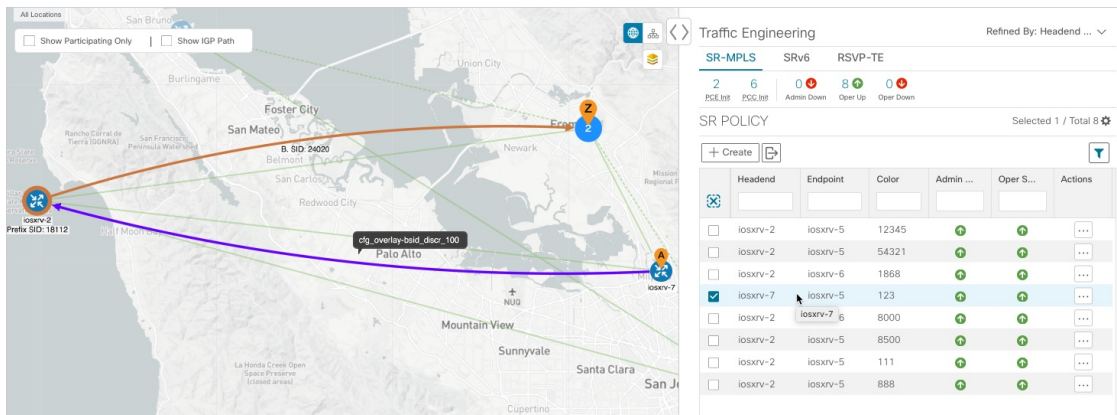 All Locations
San Bruno
Show Participating Only | Show IGP Path
Union City
Burlingame
Foster City
Z
San Mateo
2
B. SID: 24020
Newark
Rancho Corral de
Tierra (GGNRA)
San Francisco
Peninsula Watershed
Belmont
San Carlos
Mission
Regional P
Redwood City
iosxrv-2
Prefix SID: 18112
Half Moon Bay
cfg_overlay-bsid_discr_100
Palo Alto
A
iosxrv-7
NUQ
Mountain View
Sunnyvale
La Honda Creek Open
Space Preserve
(closed areas)
Santa Clara
San Jo
Cupertino
Traffic Engineering Refined By: Headend ...
SR-MPLS SRv6 RSVP-TE
2 6 0 8 0
PCE Init PCC Init Admin Down Oper Up Oper Down
SR POLICY Selected 1 / Total 8
+ Create
Headend Endpoint Color Admin ... Oper S... Actions
iosxrv-2 iosxrv-5 12345 ...
iosxrv-2 iosxrv-5 54321 ...
iosxrv-2 iosxrv-6 1868 ...
iosxrv-7 iosxrv-5 123 ...
iosxrv-7
iosxrv-2 6 8000 ...
iosxrv-2 iosxrv-5 8500 ...
iosxrv-2 iosxrv-5 111 ...
iosxrv-2 iosxrv-5 888 ...